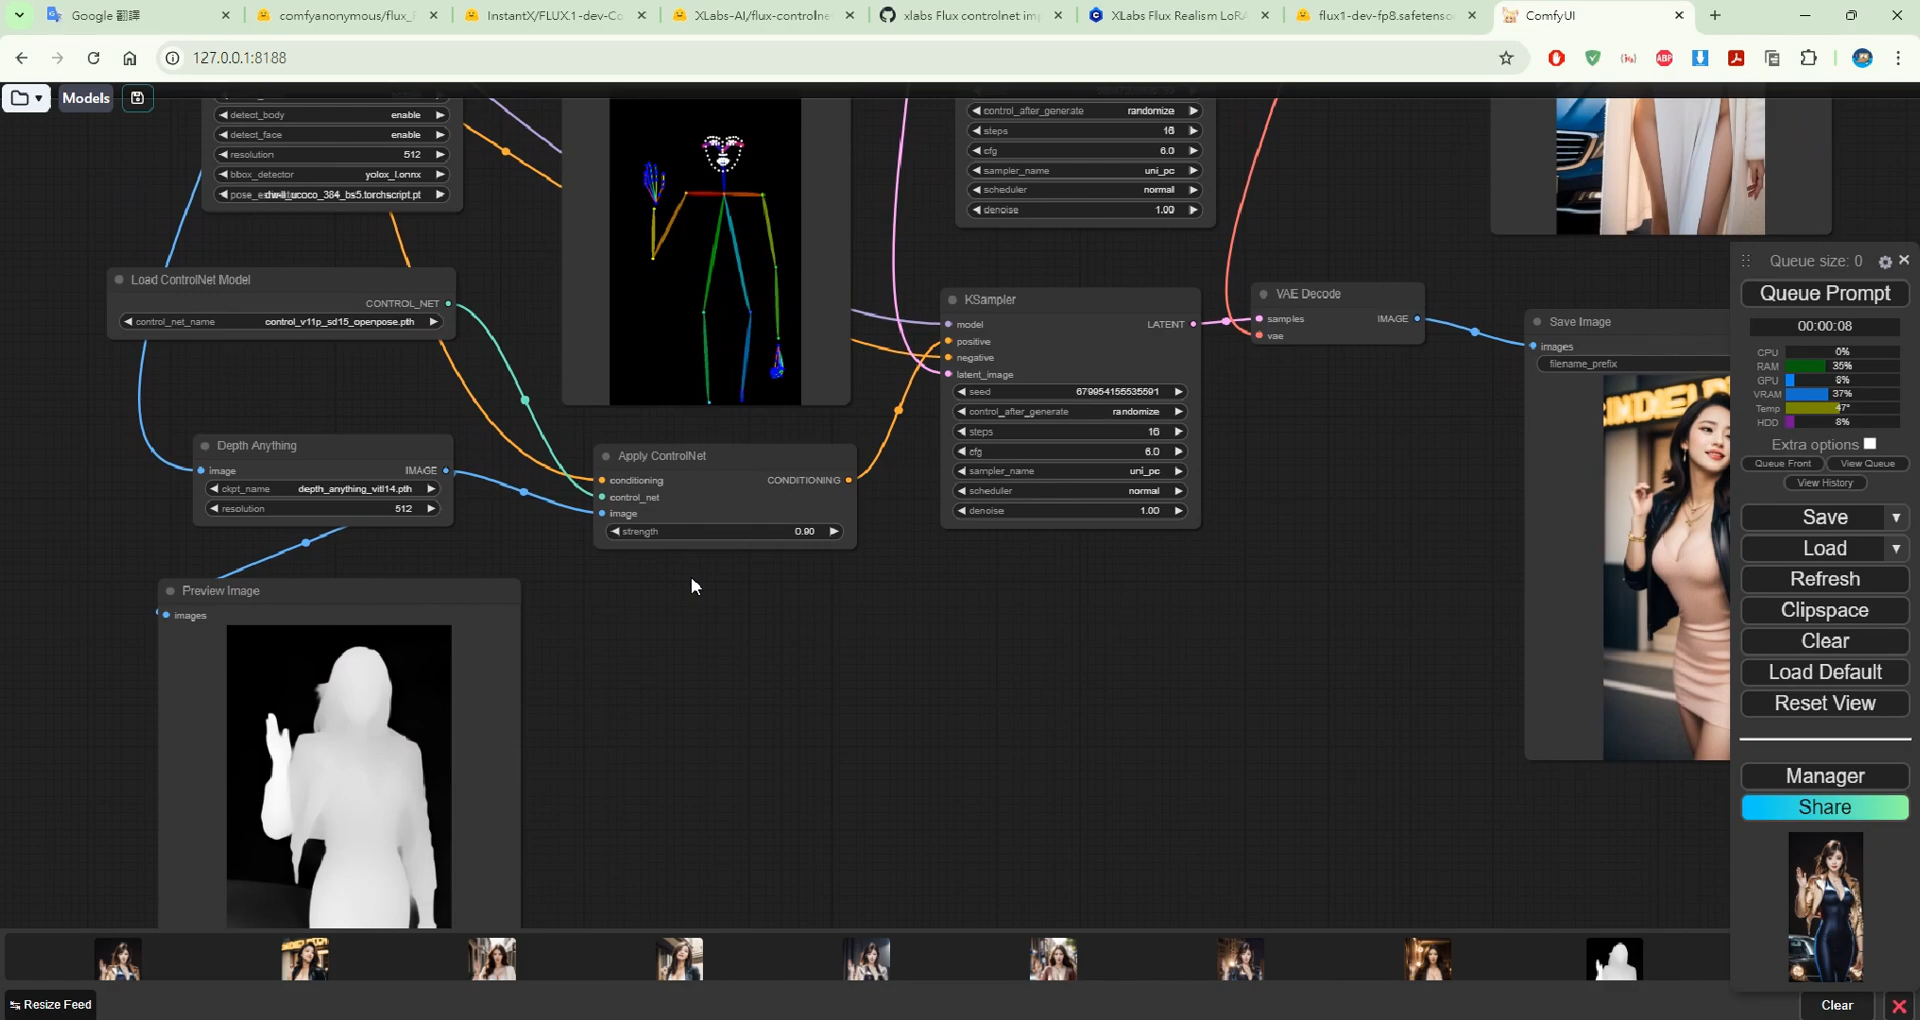 Google 翻譯
comfyanonymous/flux_
InstantX/FLUX.1-dev-Co
XLabs-AI/flux-controlne
xlabs Flux controlnet im
XLabs Flux Realism LoRA
flux1-dev-fp8.safetenso
ComfyUI
127.0.0.1:8188
Models
detect_body enable
detect_face enable
resolution 512
bbox_detector yolox_l.onnx
dw-ll_ucoco_384_bs5.torchscript.pt
control_after_generate randomize
steps 16
cfg 6.0
sampler_name uni_pc
scheduler normal
denoise 1.00
Load ControlNet Model
CONTROL_NET
control_net_name control_v11p_sd15_openpose.pth
Depth Anything
image IMAGE
ckpt_name depth_anything_vitl14.pth
resolution 512
Preview Image
images
Apply ControlNet
conditioning CONDITIONING
control_net
image
strength 0.90
KSampler
model LATENT
positive
negative
latent_image
seed 679954155535591
control_after_generate randomize
steps 16
cfg 6.0
sampler_name uni_pc
scheduler normal
denoise 1.00
VAE Decode
samples IMAGE
vae
Save Image
images
filename_prefix
Queue size: 0
Queue Prompt
00:00:08
CPU 0%
RAM 35%
GPU 8%
VRAM 37%
Temp 47°
HDD 8%
Extra options
Queue Front View Queue
View History
Save
Load
Refresh
Clipspace
Clear
Load Default
Reset View
Manager
Share
Resize Feed
Clear